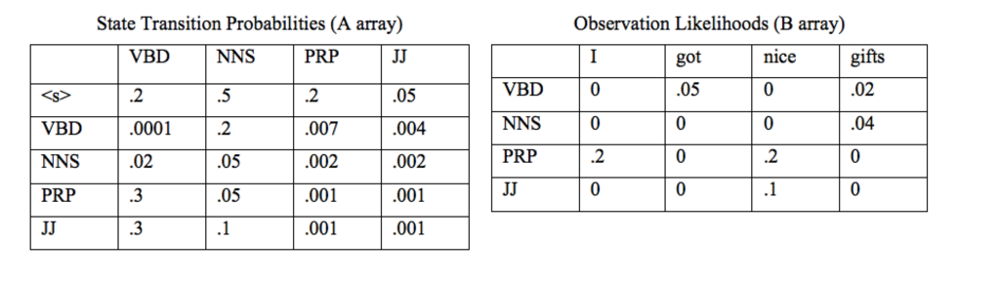 State Transition Probabilities (A array)
VBD NNS PRP JJ
<s> .2 .5 .2 .05
VBD .0001 .2 .007 .004
NNS .02 .05 .002 .002
PRP .3 .05 .001 .001
JJ .3 .1 .001 .001
Observation Likelihoods (B array)
I got nice gifts
VBD 0 .05 0 .02
NNS 0 0 0 .04
PRP .2 0 .2 0
JJ 0 0 .1 0